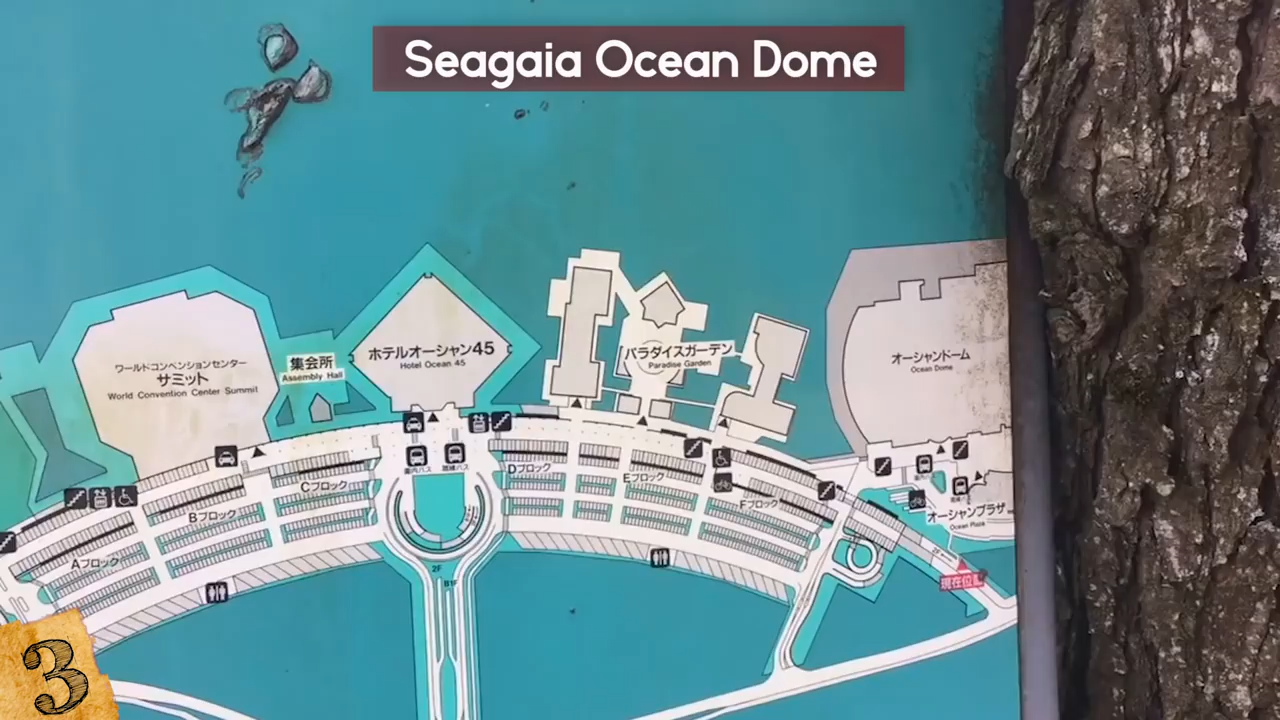 Seagaia Ocean Dome
ワールドコンベンションセンター
サミット
World Convention Center Summit
集会所
Assembly Hall
ホテルオーシャン45
Hotel Ocean 45
パラダイスガーデン
Paradise Garden
オーシャンドーム
Ocean Dome
Aブロック
Bブロック
Cブロック
Dブロック
Eブロック
Fブロック
オーシャンプラザ
Ocean Plaza
2F
B1F
2F
現在位置
3